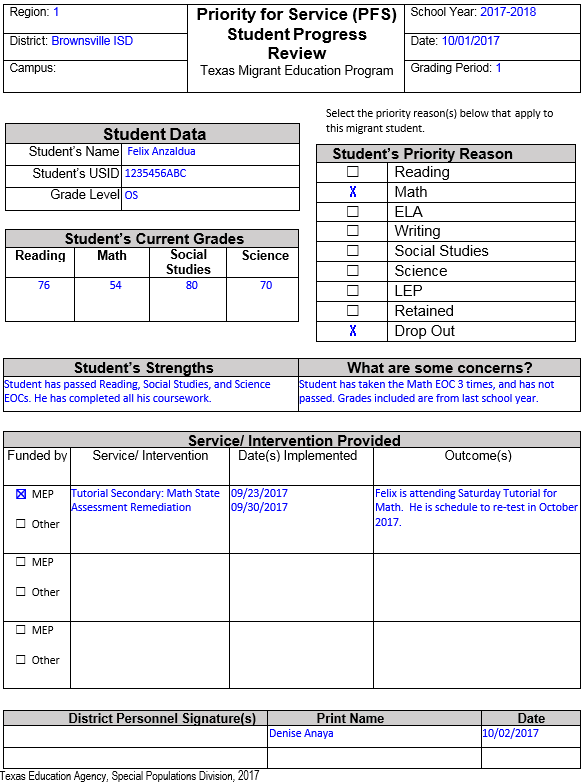 Region: 1
District: Brownsville ISD
Campus:
Priority for Service (PFS)
Student Progress
Review
Texas Migrant Education Program
School Year: 2017-2018
Date: 10/01/2017
Grading Period: 1
Select the priority reason(s) below that apply to
this migrant student.
Student Data
Student's Name Felix Anzaldua
Student's USID 1235456ABC
Grade Level OS
Student's Current Grades
Reading Math Social Studies Science
76 54 80 70
Student's Priority Reason
☐ Reading
X Math
☐ ELA
☐ Writing
☐ Social Studies
☐ Science
☐ LEP
☐ Retained
X Drop Out
Student's Strengths
Student has passed Reading, Social Studies, and Science
EOCs. He has completed all his coursework.
What are some concerns?
Student has taken the Math EOC 3 times, and has not
passed. Grades included are from last school year.
Service/ Intervention Provided
Funded by Service/ Intervention Date(s) Implemented Outcome(s)
☒ MEP
☐ Other
Tutorial Secondary: Math State
Assessment Remediation
09/23/2017
09/30/2017
Felix is attending Saturday Tutorial for
Math. He is schedule to re-test in October
2017.
☐ MEP
☐ Other
☐ MEP
☐ Other
District Personnel Signature(s) Print Name Date
Denise Anaya 10/02/2017
Texas Education Agency, Special Populations Division, 2017